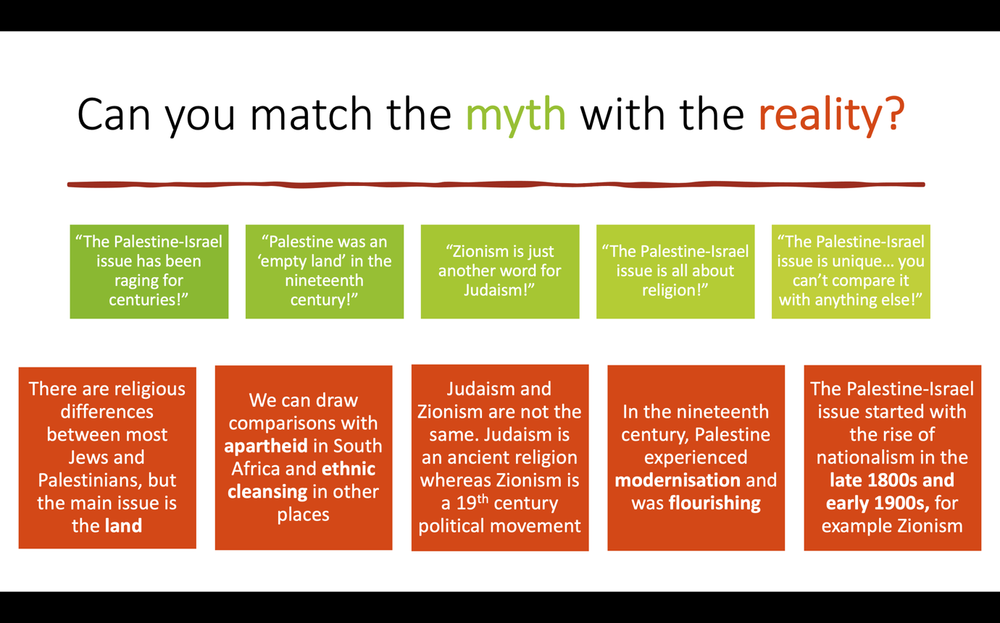 Can you match the myth with the reality?
“The Palestine-Israel
issue has been
raging for
centuries!”
“Palestine was an
‘empty land’ in the
nineteenth
century!”
“Zionism is just
another word for
Judaism!”
“The Palestine-Israel
issue is all about
religion!”
“The Palestine-Israel
issue is unique... you
can’t compare it
with anything else!”
There are religious
differences
between most
Jews and
Palestinians, but
the main issue is
the land
We can draw
comparisons with
apartheid in South
Africa and ethnic
cleansing in other
places
Judaism and
Zionism are not the
same. Judaism is
an ancient religion
whereas Zionism is
a 19th century
political movement
In the nineteenth
century, Palestine
experienced
modernisation and
was flourishing
The Palestine-Israel
issue started with
the rise of
nationalism in the
late 1800s and
early 1900s, for
example Zionism